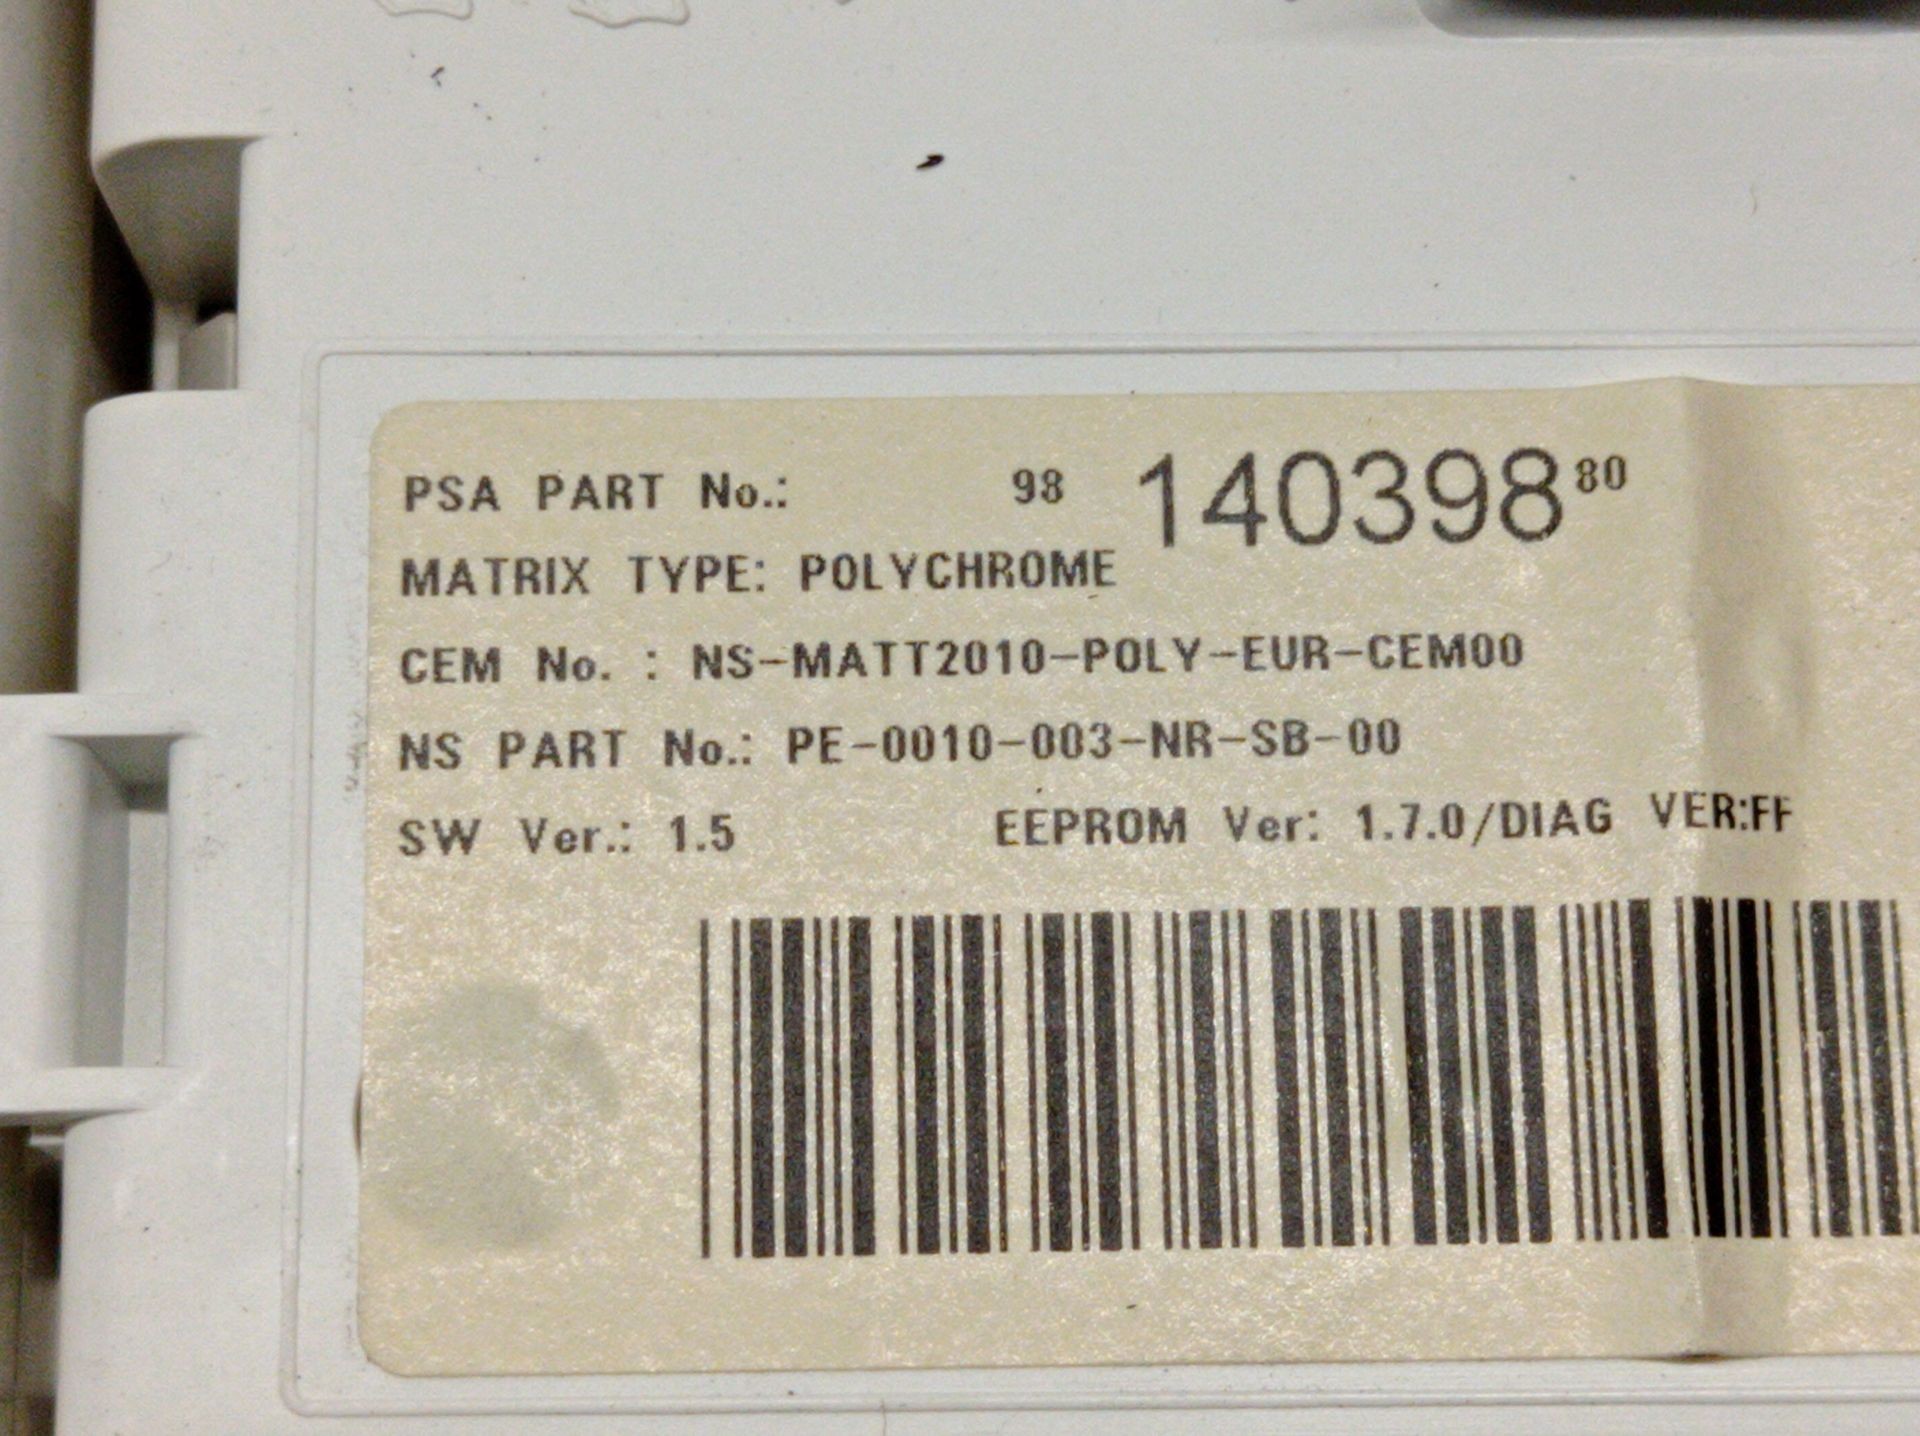 PSA PART No.: 98 140398 80
MATRIX TYPE: POLYCHROME
CEM No. : NS-MATT2010-POLY-EUR-CEM00
NS PART No.: PE-0010-003-NR-SB-00
SW Ver.: 1.5 EEPROM Ver: 1.7.0/DIAG VER:FF